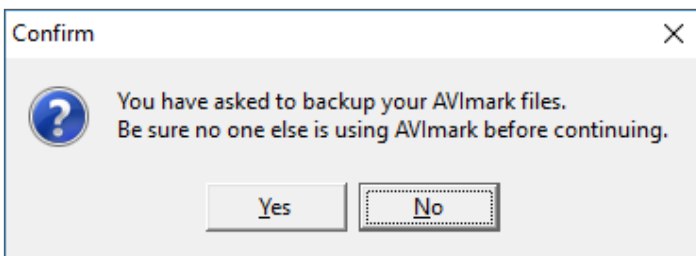 Confirm
You have asked to backup your AVImark files.
Be sure no one else is using AVImark before continuing.
Yes
No